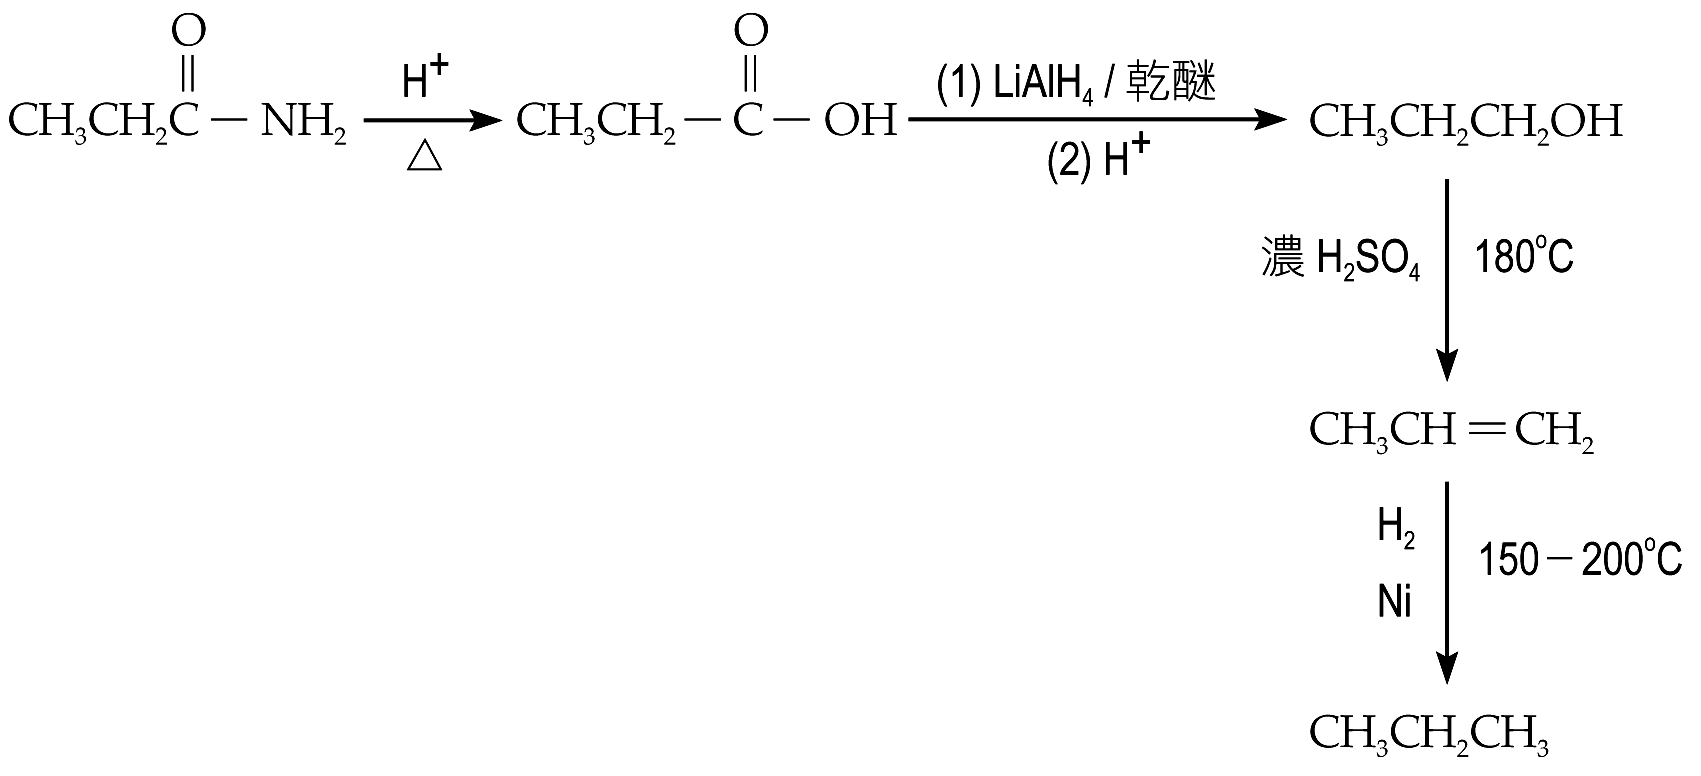 O O
CH₃CH₂C－NH₂ H⁺ △ CH₃CH₂－C－OH (1) LiAlH₄ / 乾醚 (2) H⁺ CH₃CH₂CH₂OH
濃 H₂SO₄ 180°C
CH₃CH＝CH₂
H₂
Ni 150－200°C
CH₃CH₂CH₃